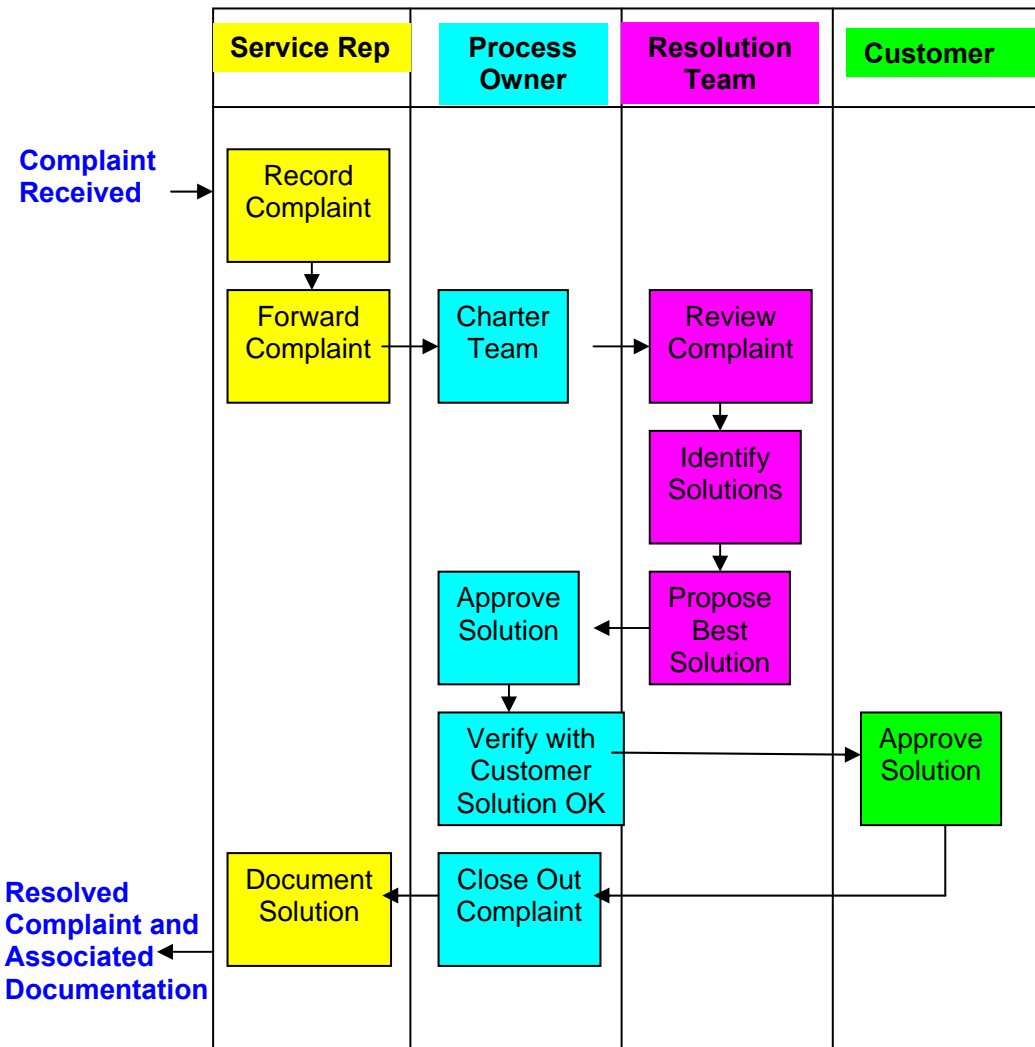 Service Rep
Process
Owner
Resolution
Team
Customer
Complaint
Received
Record
Complaint
Forward
Complaint
Charter
Team
Review
Complaint
Identify
Solutions
Approve
Solution
Propose
Best
Solution
Verify with
Customer
Solution OK
Approve
Solution
Document
Solution
Close Out
Complaint
Resolved
Complaint and
Associated
Documentation